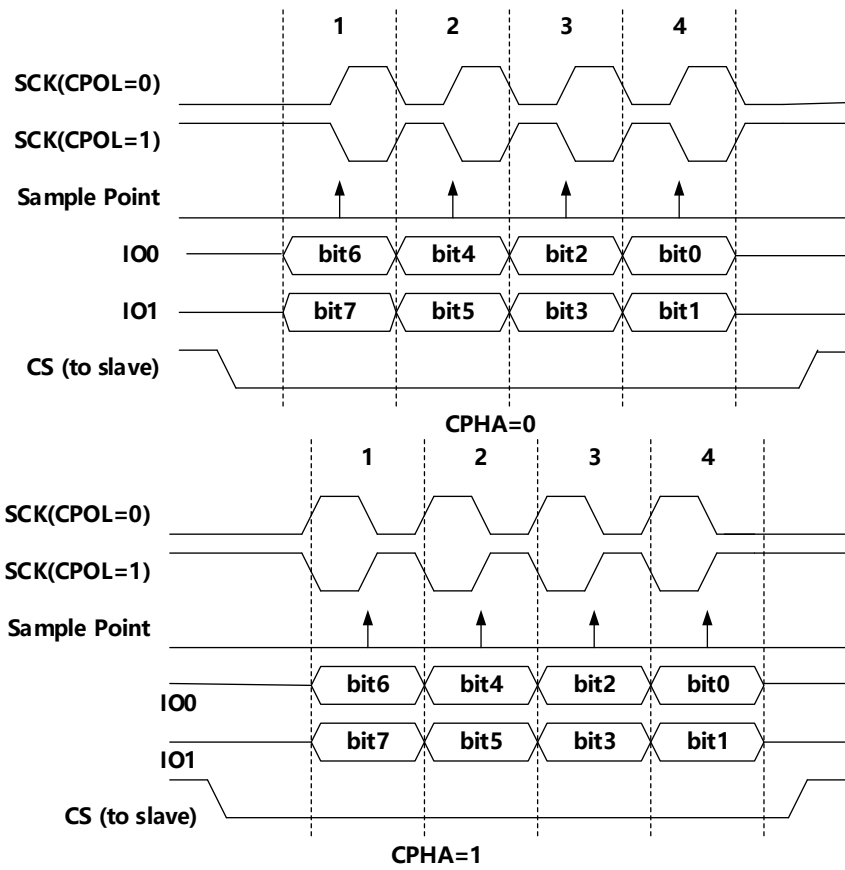 1 2 3 4
SCK(CPOL=0)
SCK(CPOL=1)
Sample Point
IO0 bit6 bit4 bit2 bit0
IO1 bit7 bit5 bit3 bit1
CS (to slave)
CPHA=0
1 2 3 4
SCK(CPOL=0)
SCK(CPOL=1)
Sample Point
bit6 bit4 bit2 bit0
IO0
bit7 bit5 bit3 bit1
IO1
CS (to slave)
CPHA=1